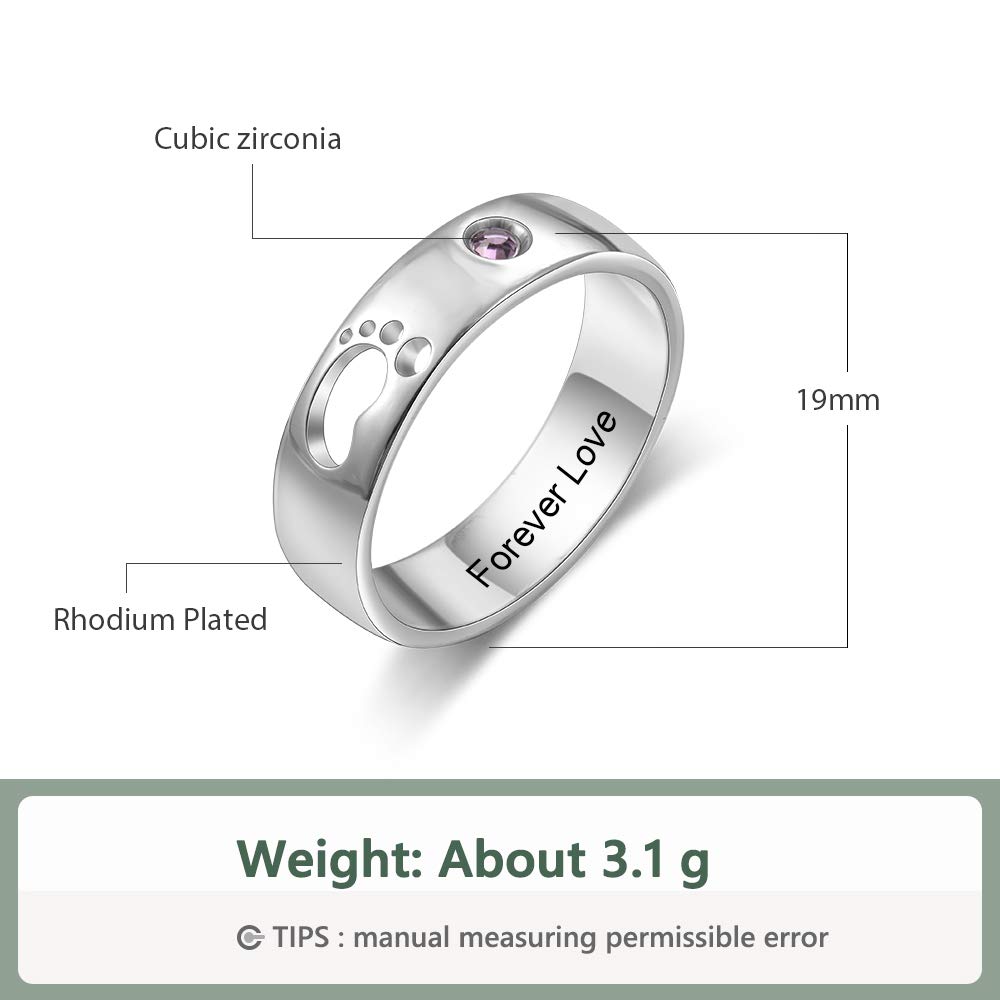 Cubic zirconia
19mm
Forever Love
Rhodium Plated
Weight: About 3.1 g
TIPS : manual measuring permissible error